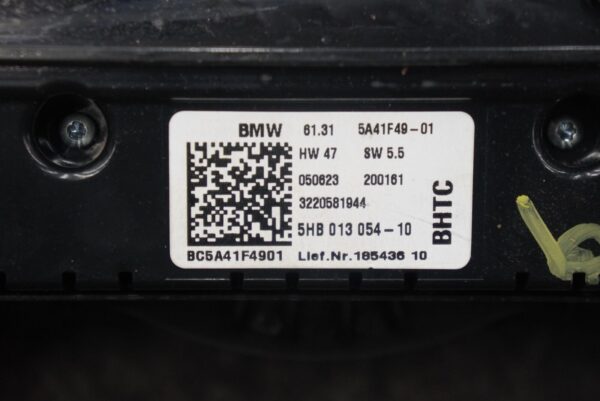 BMW 61.31 5A41F49-01
HW 47 SW 5.5
050623 200161
3220581944
5HB 013 054-10
BC5A41F4901 Lief.Nr.185436 10
BHTC